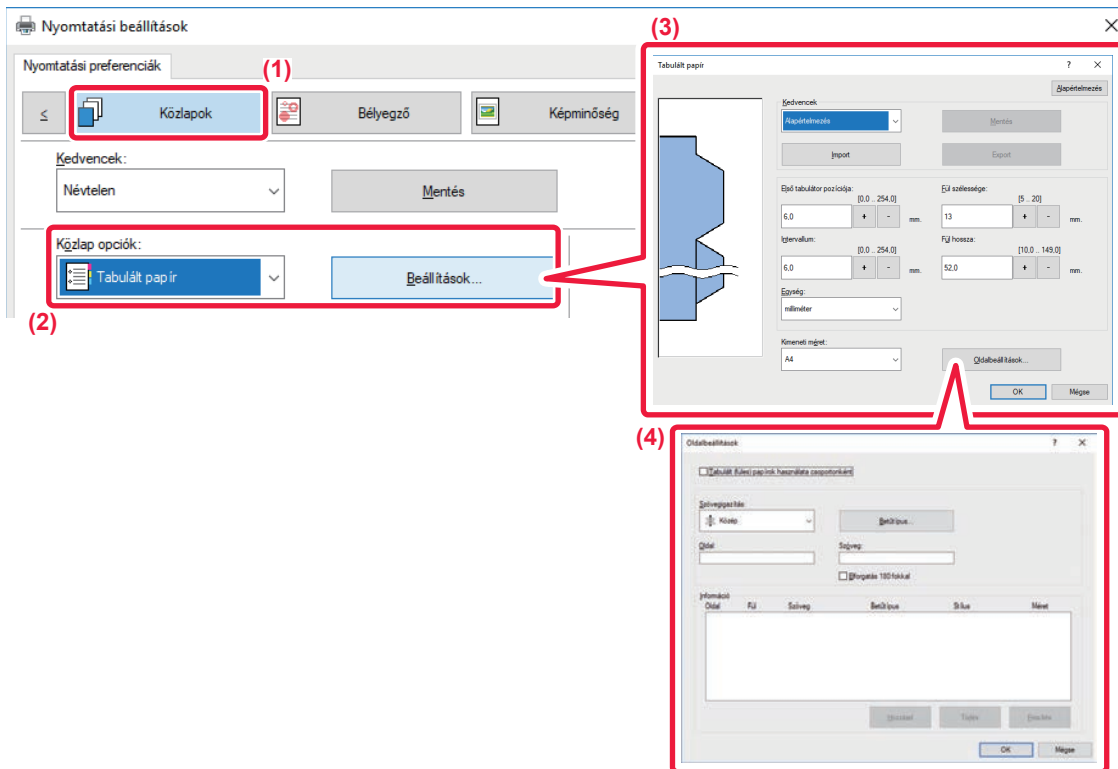 Nyomtatási beállítások
Nyomtatási preferenciák
(1)
<
Közlapok
Bélyegző
Képminőség
Kedvencek:
Névtelen
Mentés
Közlap opciók:
Tabulált papír
Beállítások...
(2)
(3)
Tabulált papír
?
Alapértelmezés
Kedvencek
Alapértelmezés
Mentés
Import
Export
Első tabulátor pozíciója:
[0,0 .. 254,0]
6,0
+ -
mm.
Fül szélessége:
[5 .. 20]
13
+ -
mm.
Intervallum:
[0,0 .. 254,0]
6,0
+ -
mm.
Fül hossza:
[10,0 .. 149,0]
52,0
+ -
mm.
Egység:
milliméter
Kimeneti méret:
A4
Oldalbeállítások...
OK
Mégse
(4)
Oldalbeállítások
?
Tabulált (füles) papírok használata csoportonként
Szövegigazítás:
Közép
Betűtípus...
Oldal:
Szöveg:
Elforgatás 180 fokkal
Információ
Oldal Fül Szöveg Betűtípus Stílus Méret
OK
Mégse